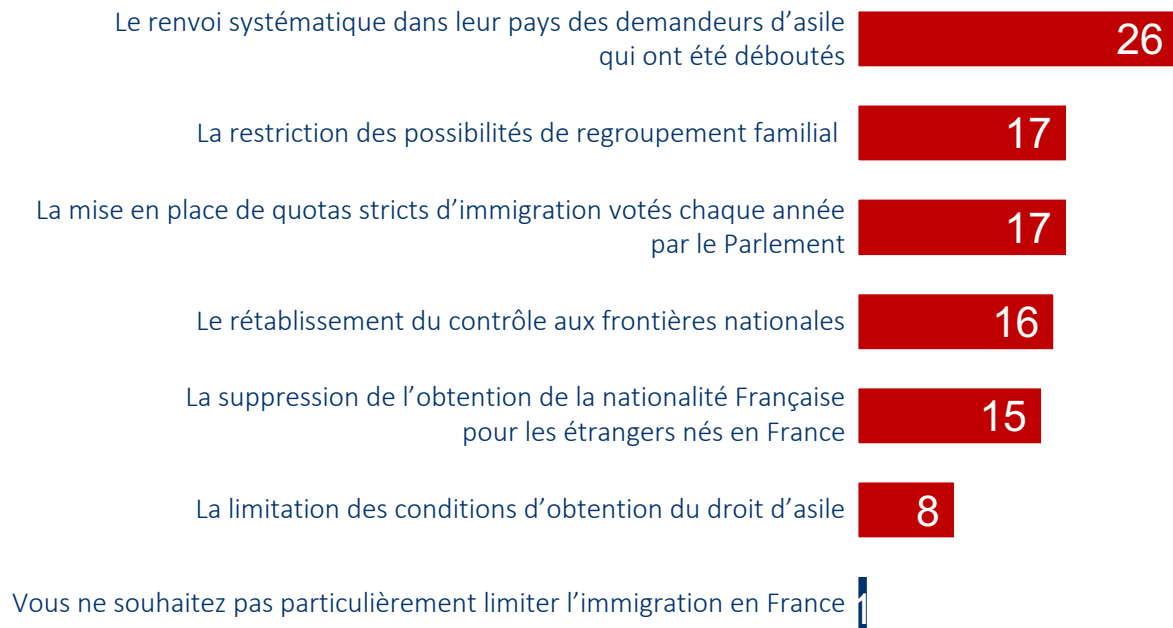 Le renvoi systématique dans leur pays des demandeurs d’asile
qui ont été déboutés
26
La restriction des possibilités de regroupement familial
17
La mise en place de quotas stricts d’immigration votés chaque année
par le Parlement
17
Le rétablissement du contrôle aux frontières nationales
16
La suppression de l’obtention de la nationalité Française
pour les étrangers nés en France
15
La limitation des conditions d’obtention du droit d’asile
8
Vous ne souhaitez pas particulièrement limiter l’immigration en France
1